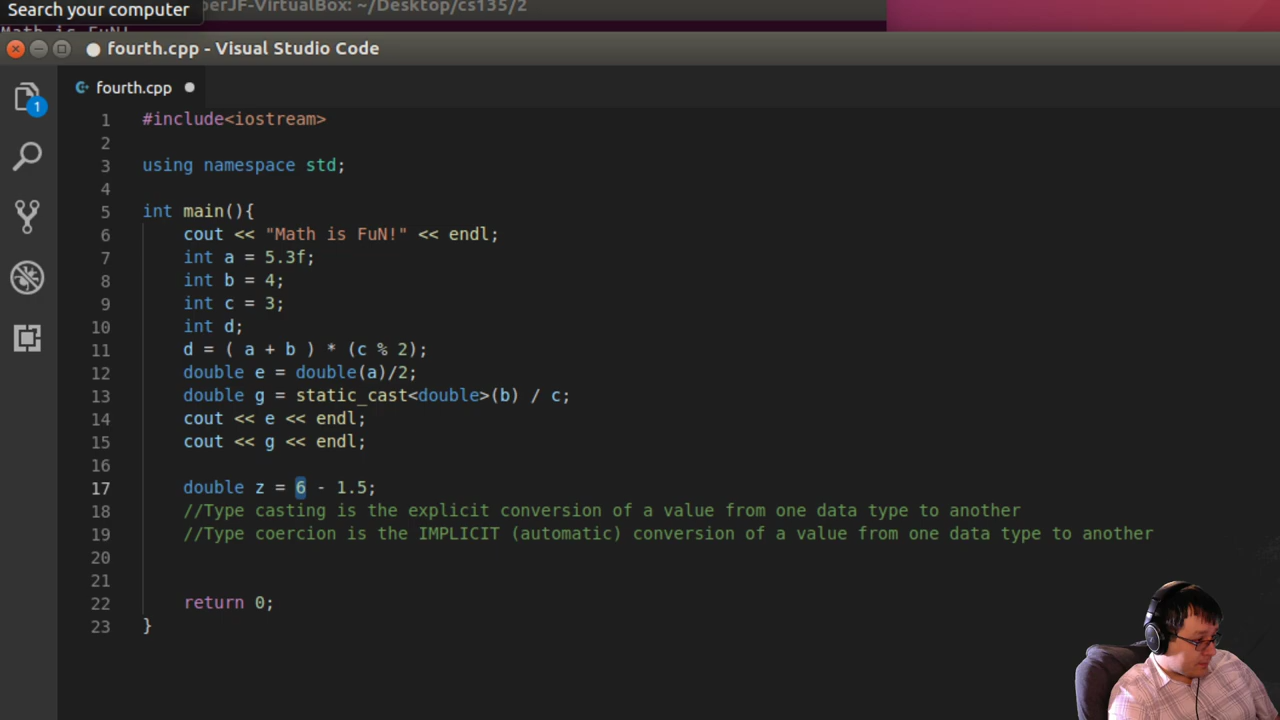 Search your computer
perJF-VirtualBox: ~/Desktop/cs135/2
Math is FuN!
fourth.cpp - Visual Studio Code
1
fourth.cpp
1 #include<iostream>
2
3 using namespace std;
4
5 int main(){
6 cout << "Math is FuN!" << endl;
7 int a = 5.3f;
8 int b = 4;
9 int c = 3;
10 int d;
11 d = ( a + b ) * (c % 2);
12 double e = double(a)/2;
13 double g = static_cast<double>(b) / c;
14 cout << e << endl;
15 cout << g << endl;
16
17 double z = 6 - 1.5;
18 //Type casting is the explicit conversion of a value from one data type to another
19 //Type coercion is the IMPLICIT (automatic) conversion of a value from one data type to another
20
21
22 return 0;
23 }